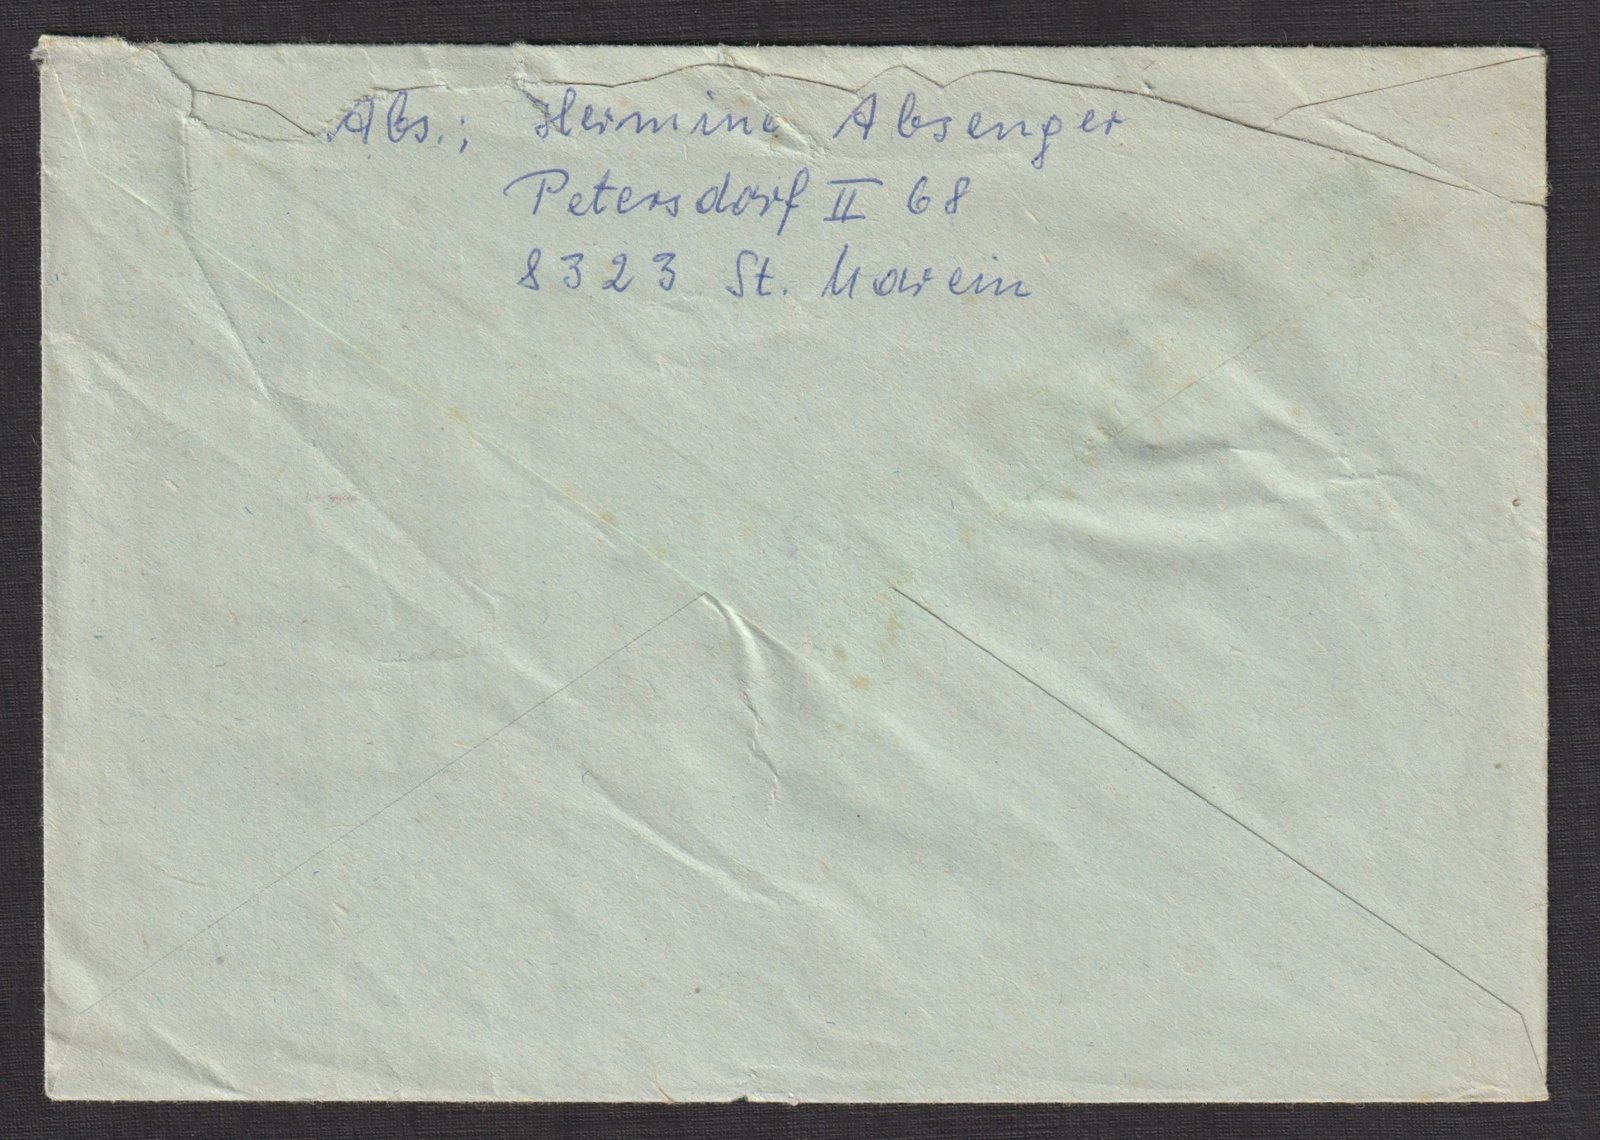 Abs.: Hermine Absenger
Petersdorf II 68
8323 St. Marein